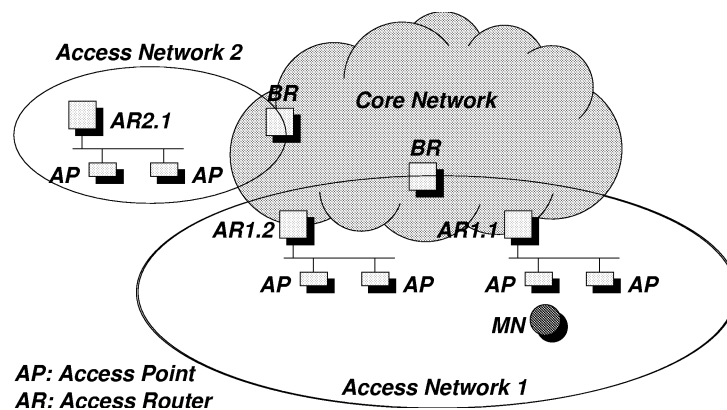 Access Network 2
BR
Core Network
AR2.1
BR
AP
AP
AR1.2
AR1.1
AP
AP
AP
AP
MN
AP: Access Point
Access Network 1
AR: Access Router